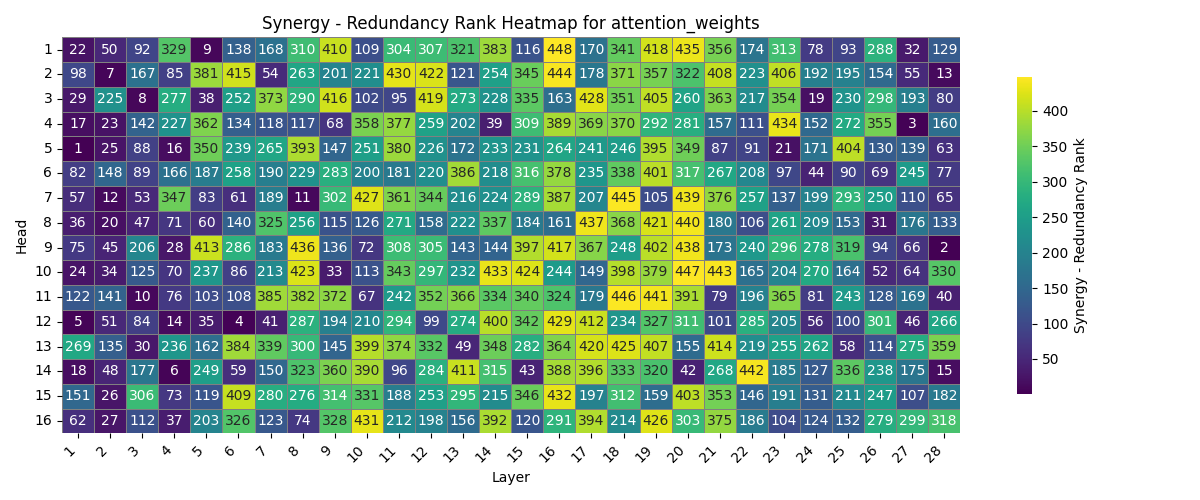 Synergy - Redundancy Rank Heatmap for attention_weights
1 22 50 92 329 9 138 168 310 410 109 304 307 321 383 116 448 170 341 418 435 356 174 313 78 93 288 32 129
2 98 7 167 85 381 415 54 263 201 221 430 422 121 254 345 444 178 371 357 322 408 223 406 192 195 154 55 13
3 29 225 8 277 38 252 373 290 416 102 95 419 273 228 335 163 428 351 405 260 363 217 354 19 230 298 193 80
4 17 23 142 227 362 134 118 117 68 358 377 259 202 39 309 389 369 370 292 281 157 111 434 152 272 355 3 160
5 1 25 88 16 350 239 265 393 147 251 380 226 172 233 231 264 241 246 395 349 87 91 21 171 404 130 139 63
6 82 148 89 166 187 258 190 229 283 200 181 220 386 218 316 378 235 338 401 317 267 208 97 44 90 69 245 77
7 57 12 53 347 83 61 189 11 302 427 361 344 216 224 289 387 207 445 105 439 376 257 137 199 293 250 110 65
8 36 20 47 71 60 140 325 256 115 126 271 158 222 337 184 161 437 368 421 440 180 106 261 209 153 31 176 133
9 75 45 206 28 413 286 183 436 136 72 308 305 143 144 397 417 367 248 402 438 173 240 296 278 319 94 66 2
10 24 34 125 70 237 86 213 423 33 113 343 297 232 433 424 244 149 398 379 447 443 165 204 270 164 52 64 330
11 122 141 10 76 103 108 385 382 372 67 242 352 366 334 340 324 179 446 441 391 79 196 365 81 243 128 169 40
12 5 51 84 14 35 4 41 287 194 210 294 99 274 400 342 429 412 234 327 311 101 285 205 56 100 301 46 266
13 269 135 30 236 162 384 339 300 145 399 374 332 49 348 282 364 420 425 407 155 414 219 255 262 58 114 275 359
14 18 48 177 6 249 59 150 323 360 390 96 284 411 315 43 388 396 333 320 42 268 442 185 127 336 238 175 15
15 151 26 306 73 119 409 280 276 314 331 188 253 295 215 346 432 197 312 159 403 353 146 191 131 211 247 107 182
16 62 27 112 37 203 326 123 74 328 431 212 198 156 392 120 291 394 214 426 303 375 186 104 124 132 279 299 318
1 2 3 4 5 6 7 8 9 10 11 12 13 14 15 16 17 18 19 20 21 22 23 24 25 26 27 28
Layer
Head
400
350
300
250
200
150
100
50
Synergy - Redundancy Rank